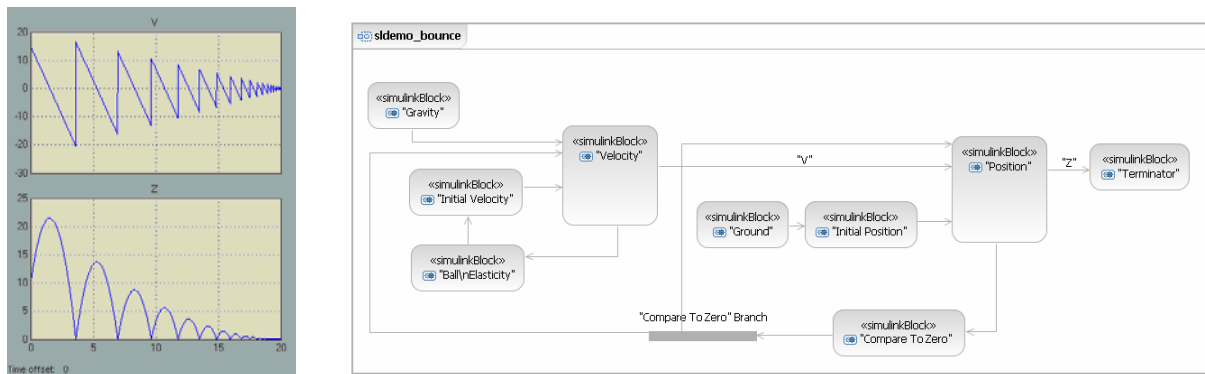 V
20
10
0
-10
-20
-30
Z
25
20
15
10
5
0
0 5 10 15 20
Time offset: 0
sldemo_bounce
«simulinkBlock»
"Gravity"
«simulinkBlock»
"Velocity"
«simulinkBlock»
"Initial Velocity"
«simulinkBlock»
"Ball\nElasticity"
"V"
«simulinkBlock»
"Ground"
«simulinkBlock»
"Initial Position"
«simulinkBlock»
"Position"
"Z"
«simulinkBlock»
"Terminator"
"Compare To Zero" Branch
«simulinkBlock»
"Compare To Zero"